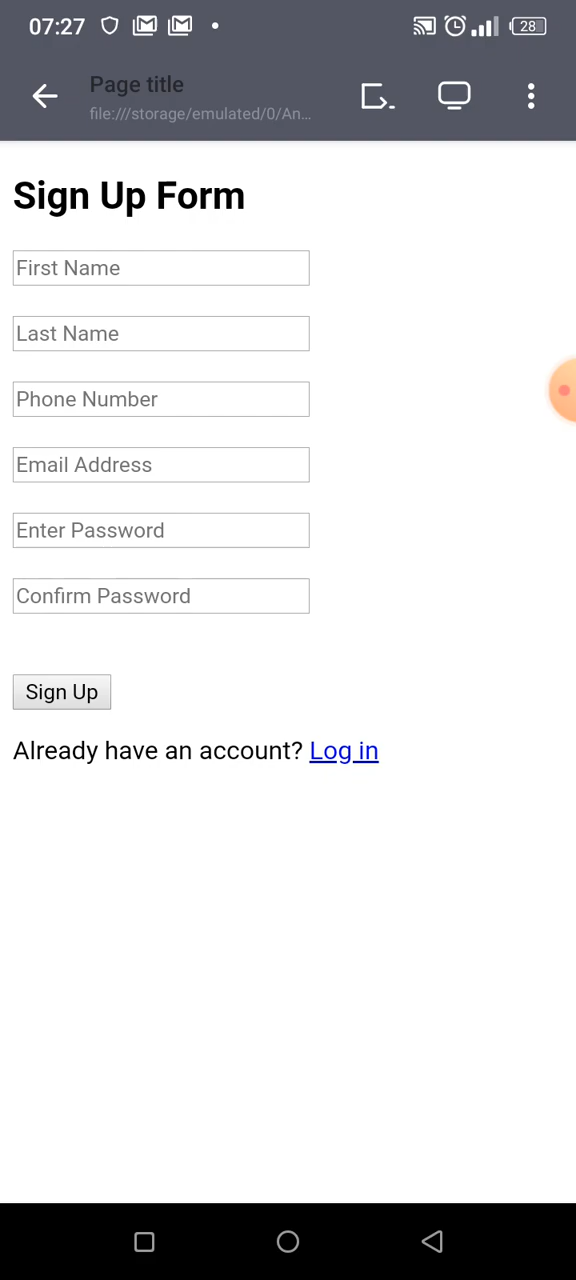 07:27
28
Page title
file:///storage/emulated/0/An...
Sign Up Form
First Name
Last Name
Phone Number
Email Address
Enter Password
Confirm Password
Sign Up
Already have an account? Log in